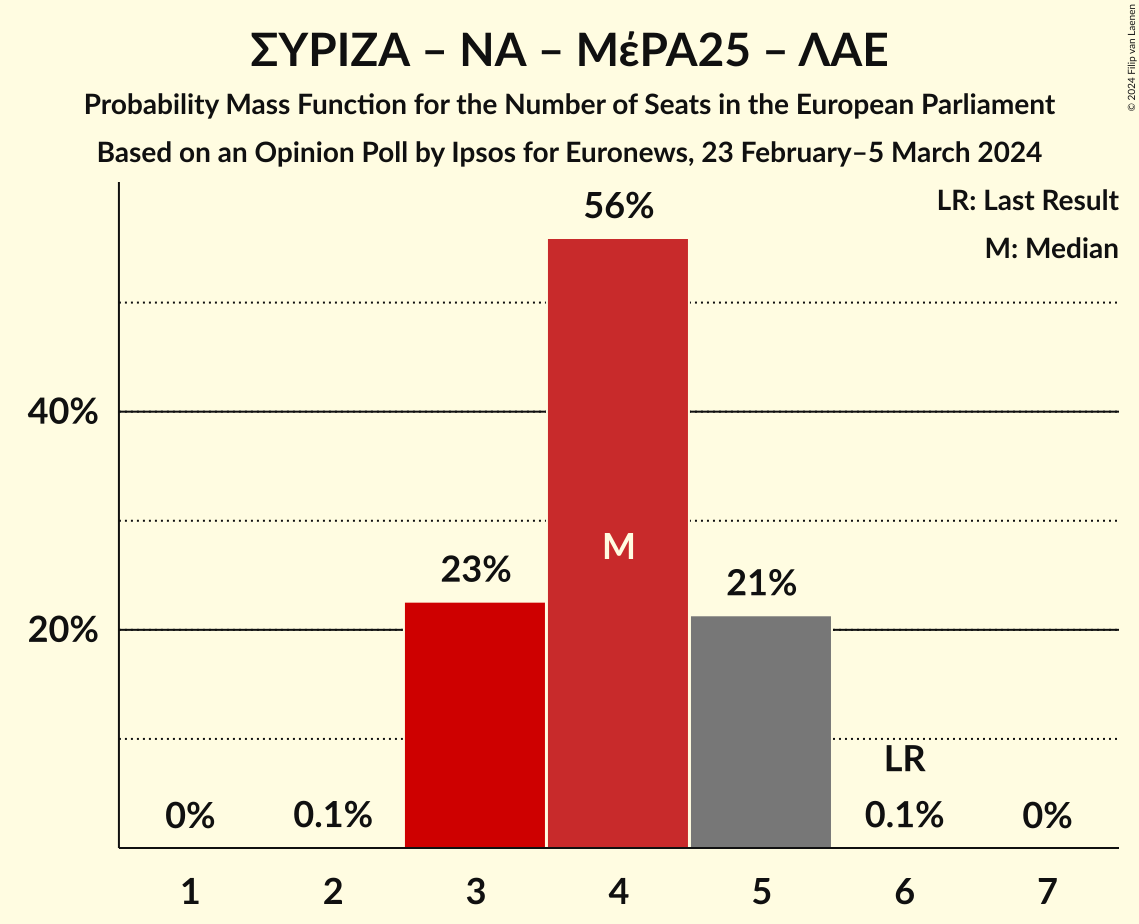 ΣΥΡΙΖΑ – ΝΑ – ΜέΡΑ25 – ΛΑΕ
Probability Mass Function for the Number of Seats in the European Parliament
Based on an Opinion Poll by Ipsos for Euronews, 23 February–5 March 2024
© 2024 Filip van Laenen
LR: Last Result
M: Median
56%
40%
M
23%
21%
20%
LR
0%
0.1%
0.1%
0%
1 2 3 4 5 6 7